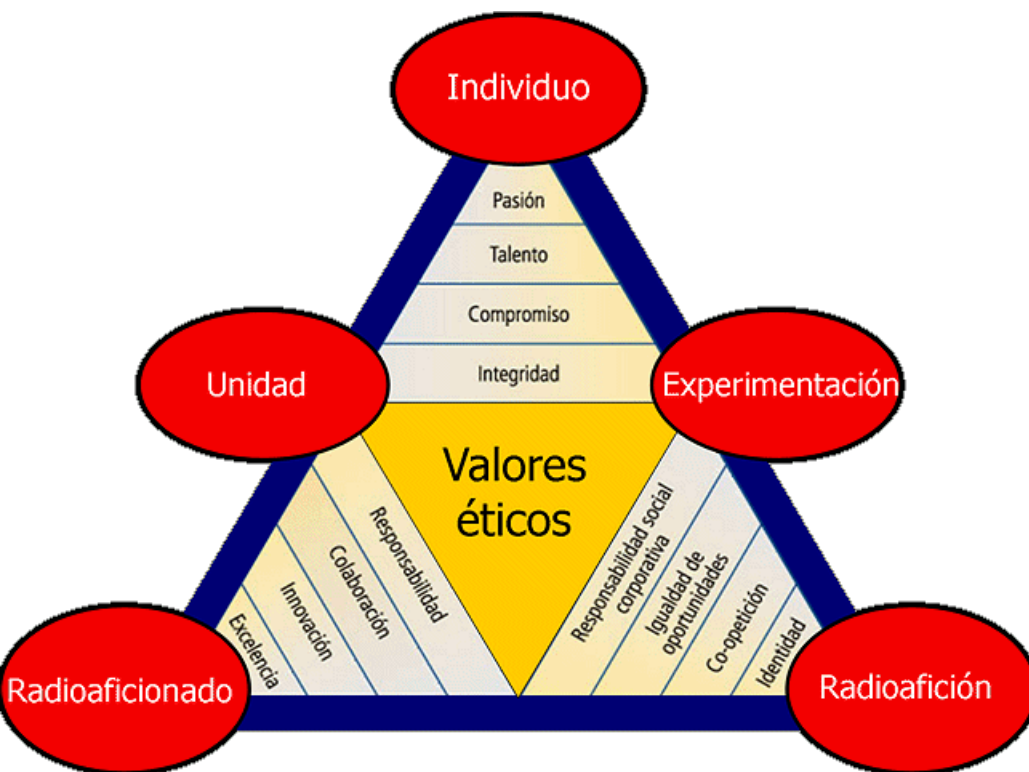 Individuo
Pasión
Talento
Compromiso
Integridad
Unidad
Experimentación
Valores
éticos
Responsabilidad
Colaboración
Innovación
Excelencia
Responsabilidad social
corporativa
Igualdad de
oportunidades
Co-opetición
Identidad
Radioaficionado
Radioafición